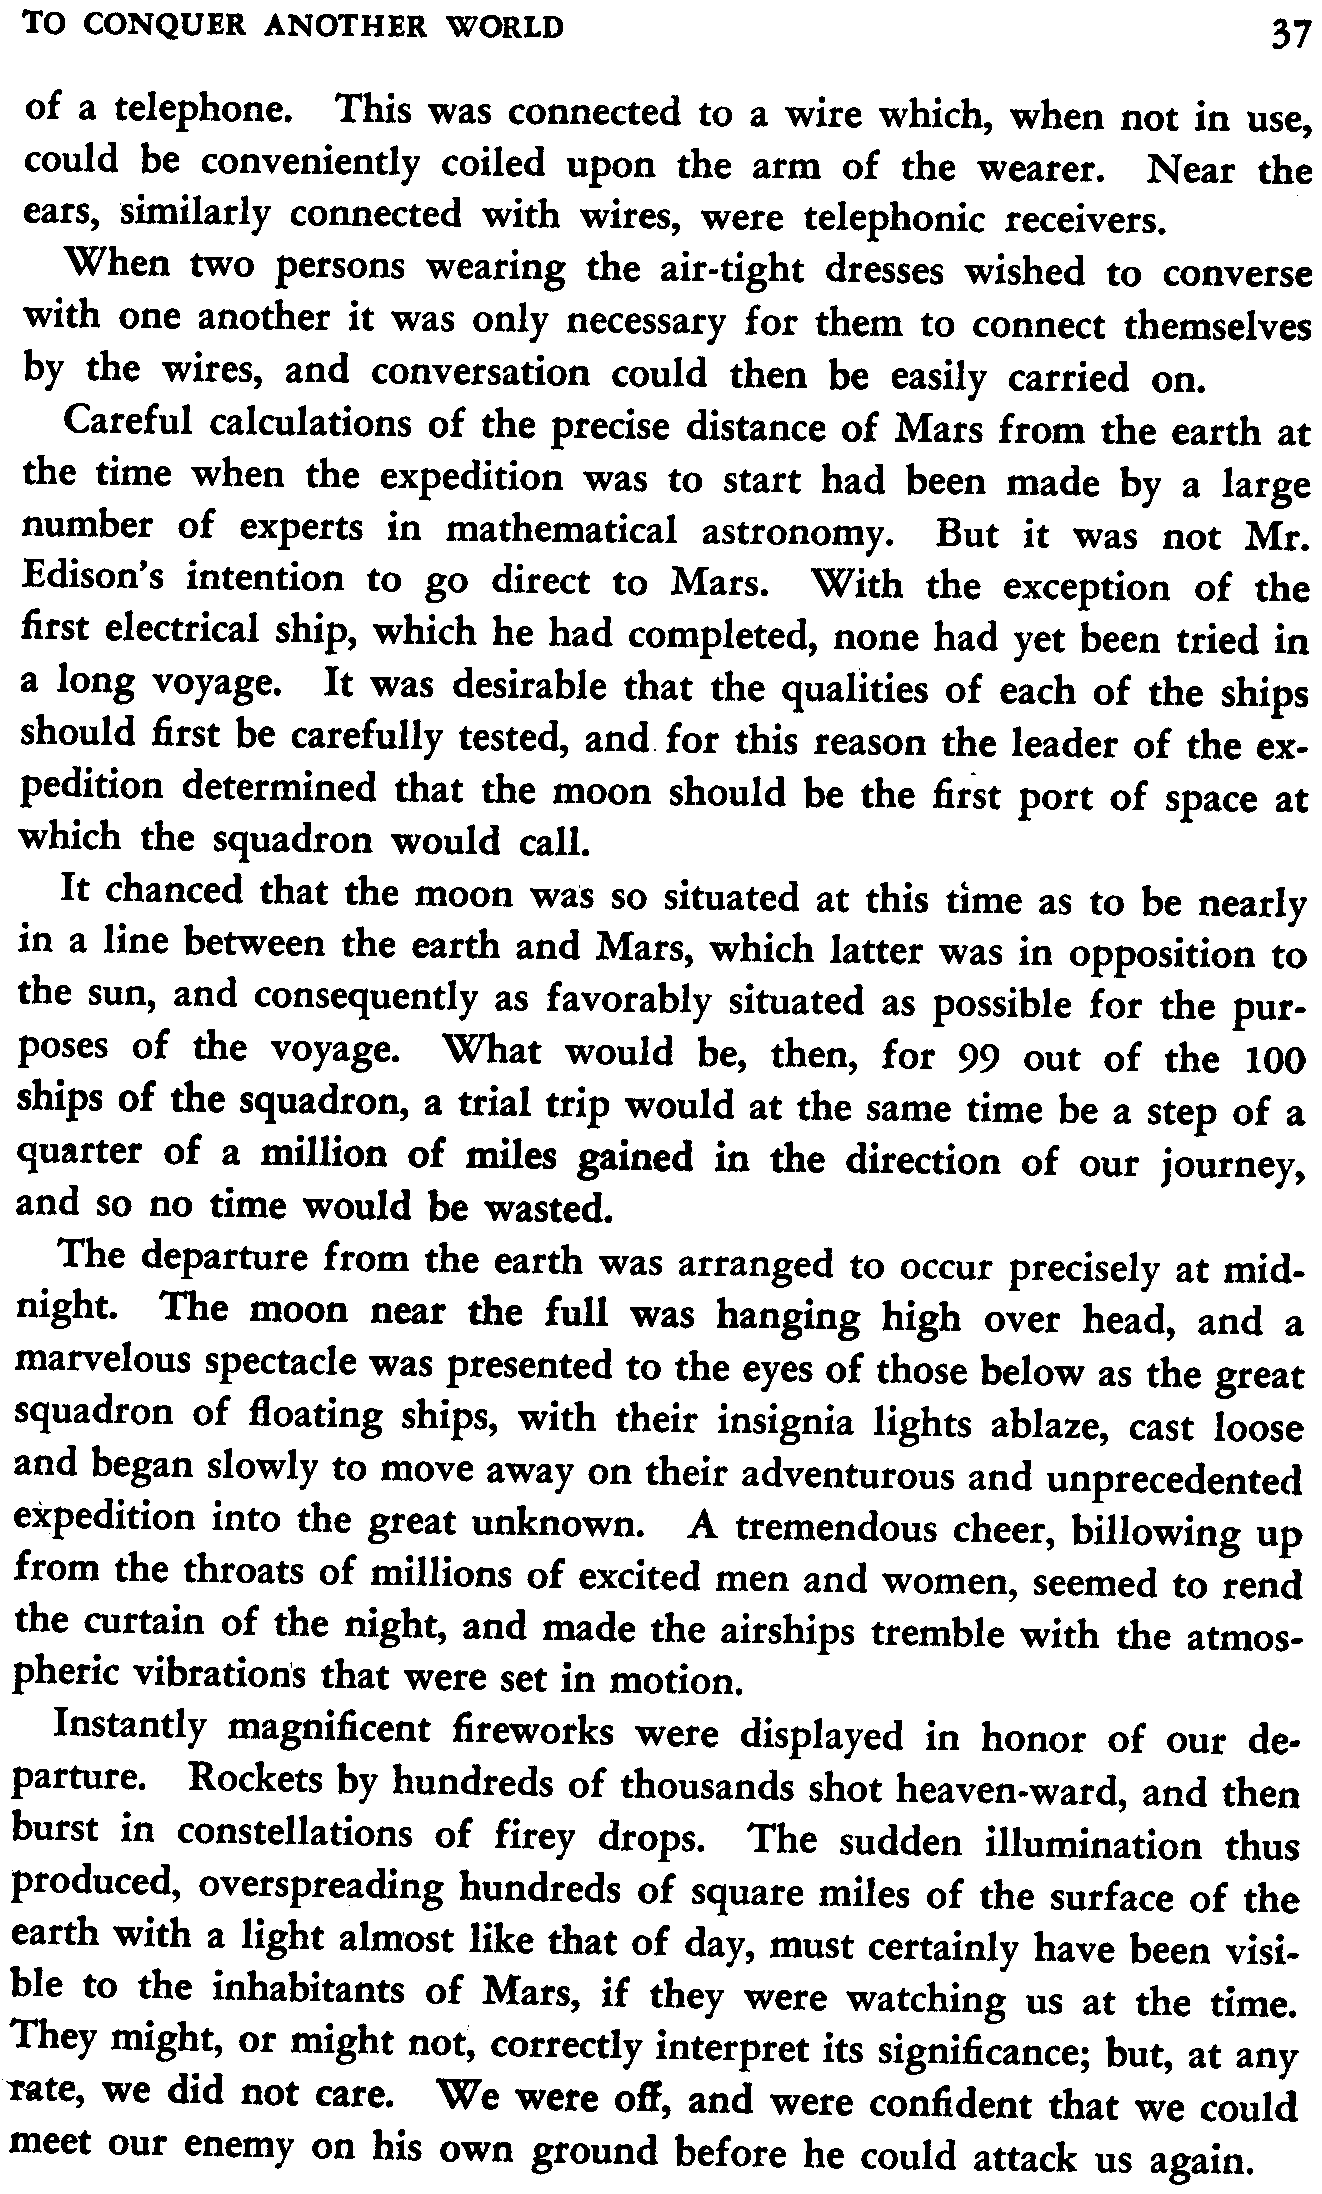 TO CONQUER ANOTHER WORLD 37
of a telephone. This was connected to a wire which, when not in use,
could be conveniently coiled upon the arm of the wearer. Near the
ears, similarly connected with wires, were telephonic receivers.
When two persons wearing the air-tight dresses wished to converse
with one another it was only necessary for them to connect themselves
by the wires, and conversation could then be easily carried on.
Careful calculations of the precise distance of Mars from the earth at
the time when the expedition was to start had been made by a large
number of experts in mathematical astronomy. But it was not Mr.
Edison's intention to go direct to Mars. With the exception of the
first electrical ship, which he had completed, none had yet been tried in
a long voyage. It was desirable that the qualities of each of the ships
should first be carefully tested, and for this reason the leader of the ex-
pedition determined that the moon should be the first port of space at
which the squadron would call.
It chanced that the moon was so situated at this time as to be nearly
in a line between the earth and Mars, which latter was in opposition to
the sun, and consequently as favorably situated as possible for the pur-
poses of the voyage. What would be, then, for 99 out of the 100
ships of the squadron, a trial trip would at the same time be a step of a
quarter of a million of miles gained in the direction of our journey,
and so no time would be wasted.
The departure from the earth was arranged to occur precisely at mid-
night. The moon near the full was hanging high over head, and a
marvelous spectacle was presented to the eyes of those below as the great
squadron of floating ships, with their insignia lights ablaze, cast loose
and began slowly to move away on their adventurous and unprecedented
expedition into the great unknown. A tremendous cheer, billowing up
from the throats of millions of excited men and women, seemed to rend
the curtain of the night, and made the airships tremble with the atmos-
pheric vibrations that were set in motion.
Instantly magnificent fireworks were displayed in honor of our de-
parture. Rockets by hundreds of thousands shot heaven-ward, and then
burst in constellations of firey drops. The sudden illumination thus
produced, overspreading hundreds of square miles of the surface of the
earth with a light almost like that of day, must certainly have been visi-
ble to the inhabitants of Mars, if they were watching us at the time.
They might, or might not, correctly interpret its significance; but, at any
rate, we did not care. We were off, and were confident that we could
meet our enemy on his own ground before he could attack us again.